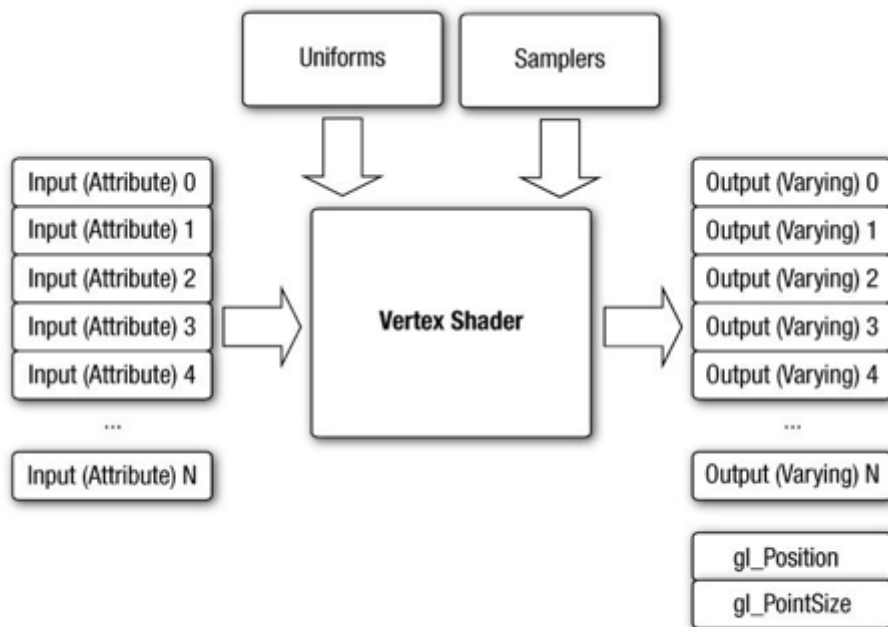 Uniforms
Samplers
Input (Attribute) 0
Input (Attribute) 1
Input (Attribute) 2
Input (Attribute) 3
Input (Attribute) 4
...
Input (Attribute) N
Vertex Shader
Output (Varying) 0
Output (Varying) 1
Output (Varying) 2
Output (Varying) 3
Output (Varying) 4
...
Output (Varying) N
gl_Position
gl_PointSize